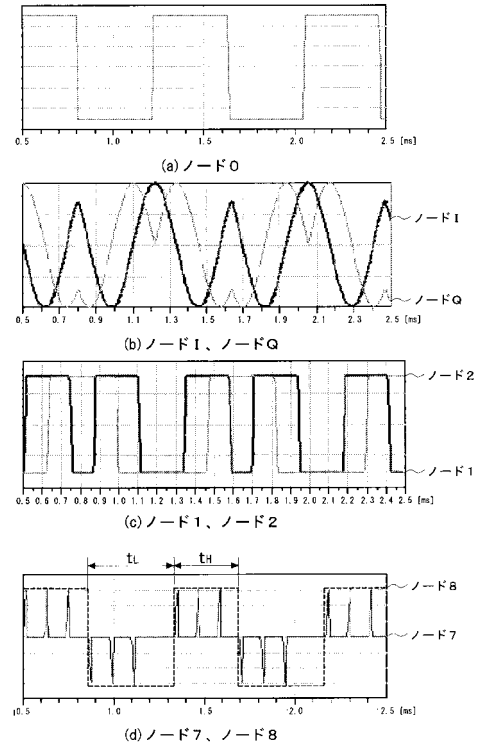 0.5 1.0 1.5 2.0 2.5 [ms]
(a) ノード0
ノードI
ノードQ
0.5 0.7 0.9 1.1 1.3 1.5 1.7 1.9 2.1 2.3 [ms] 2.5
(b) ノードI、ノードQ
ノード2
ノード1
0.5 0.6 0.7 0.8 0.9 1.0 1.1 1.2 1.3 1.4 1.5 1.6 1.7 1.8 1.9 2.0 2.1 2.2 2.3 2.4 2.5
[ms]
(c) ノード1、ノード2
tL tH
ノード8
ノード7
0.5 1.0 1.5 2.0 2.5 [ms]
(d) ノード7、ノード8